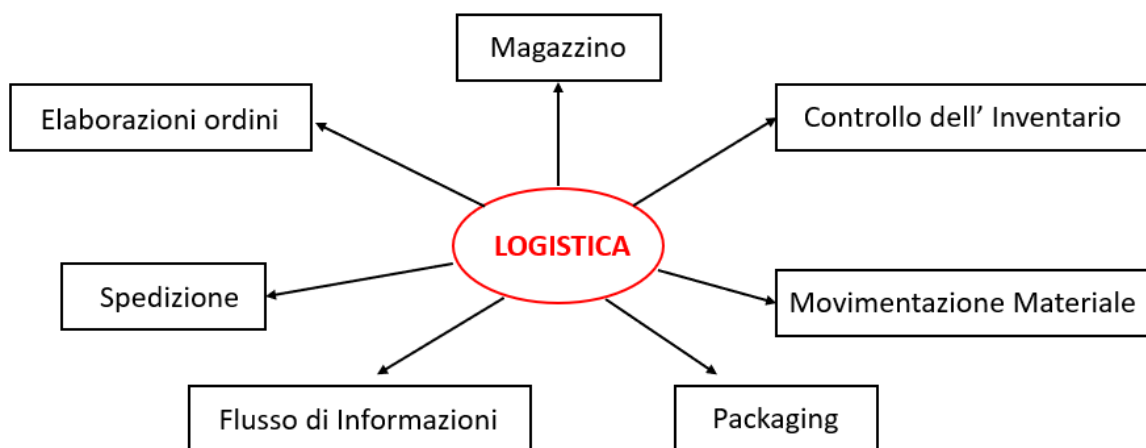 Magazzino
Elaborazioni ordini
Controllo dell’ Inventario
LOGISTICA
Spedizione
Movimentazione Materiale
Flusso di Informazioni
Packaging